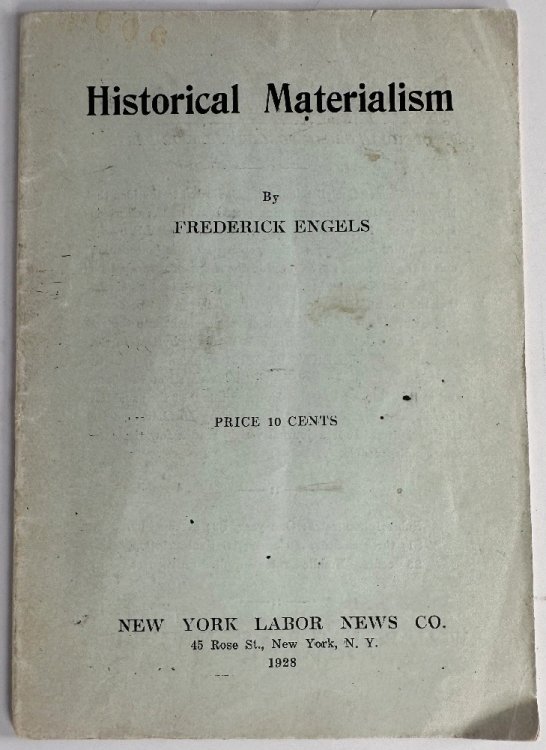 Historical Materialism
By
FREDERICK ENGELS
PRICE 10 CENTS
NEW YORK LABOR NEWS CO.
45 Rose St., New York, N. Y.
1928